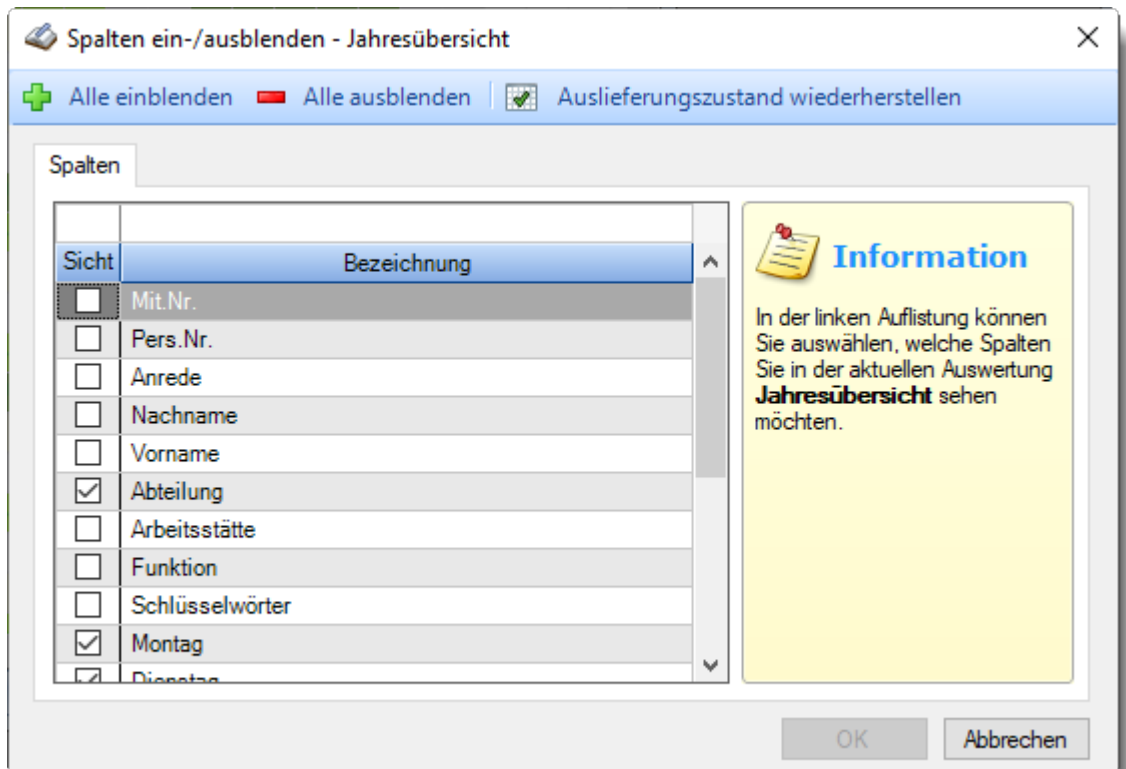 Spalten ein-/ausblenden - Jahresübersicht
Alle einblenden Alle ausblenden Auslieferungszustand wiederherstellen
Spalten
Sicht Bezeichnung
Mit.Nr.
Pers.Nr.
Anrede
Nachname
Vorname
Abteilung
Arbeitsstätte
Funktion
Schlüsselwörter
Montag
Dienstag
Information
In der linken Auflistung können
Sie auswählen, welche Spalten
Sie in der aktuellen Auswertung
Jahresübersicht sehen
möchten.
OK Abbrechen